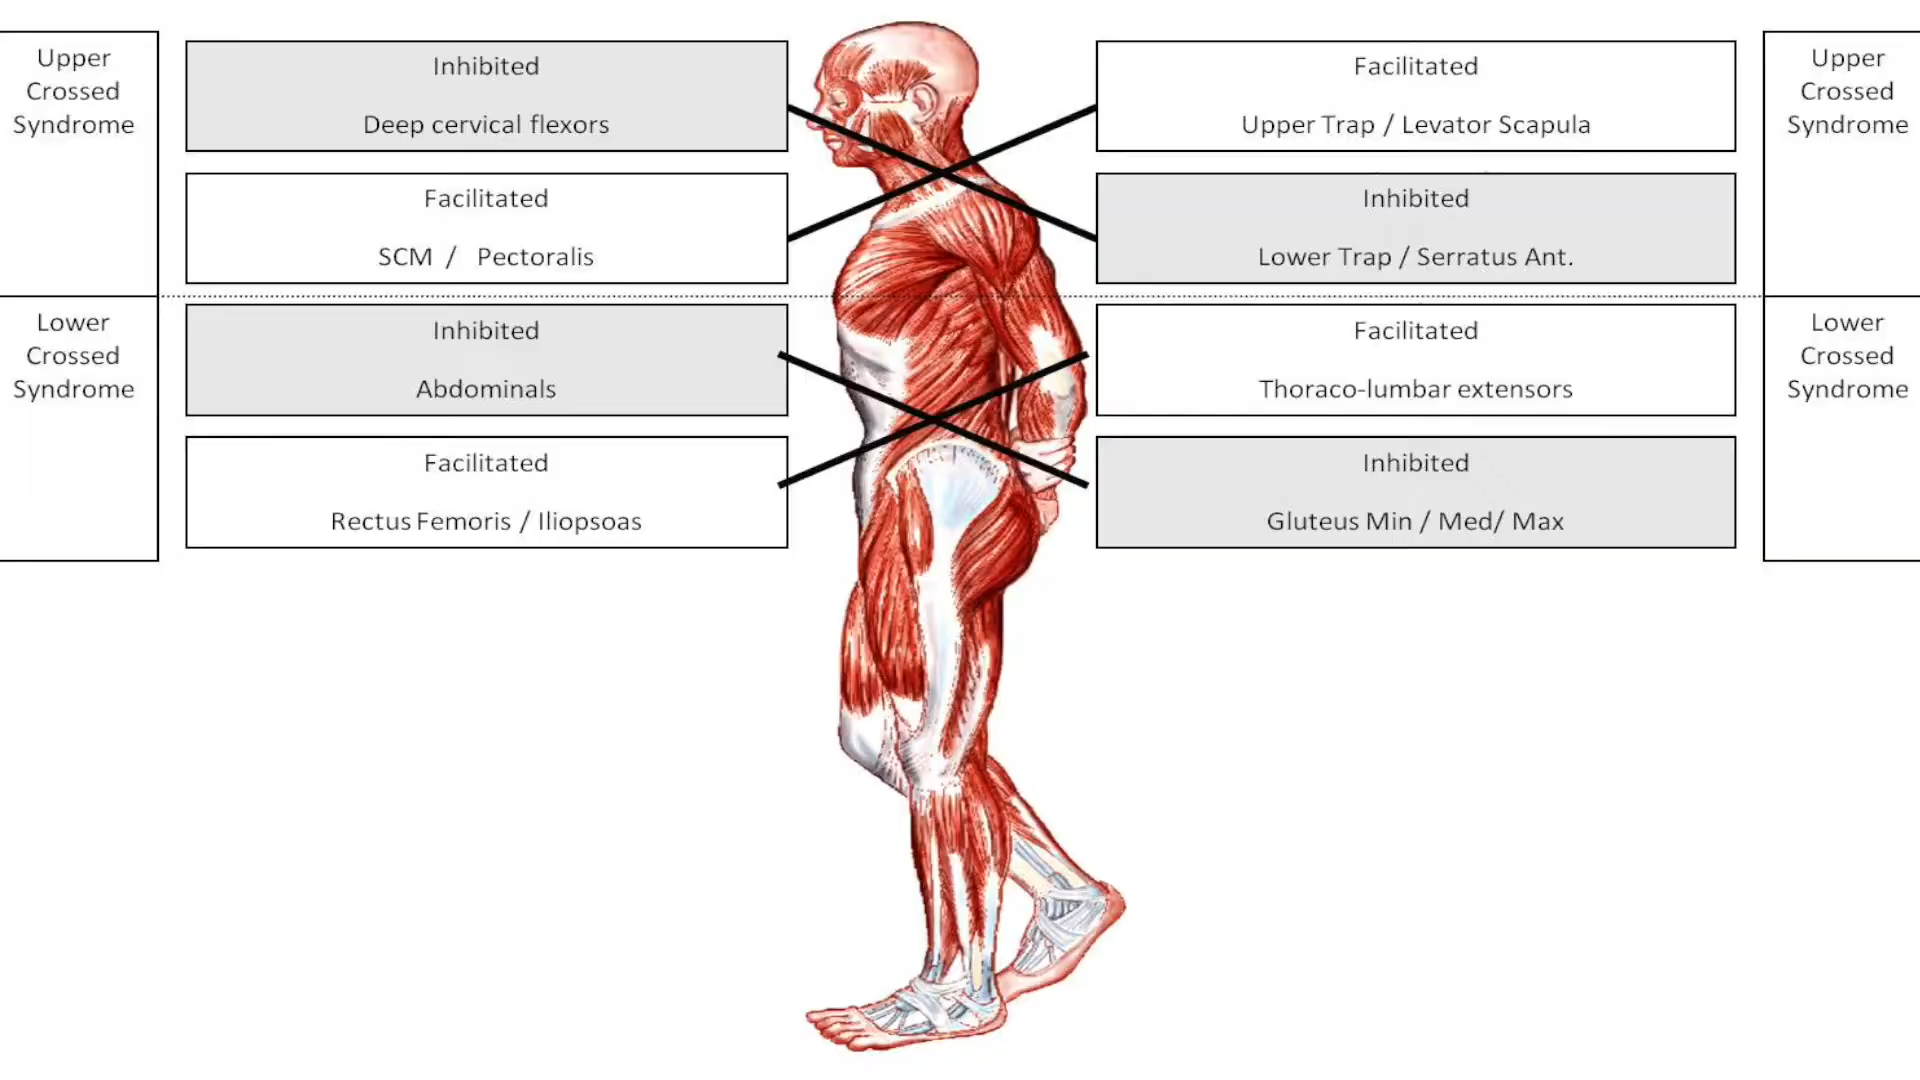 Upper
Crossed
Syndrome
Inhibited
Deep cervical flexors
Facilitated
SCM / Pectoralis
Facilitated
Upper Trap / Levator Scapula
Inhibited
Lower Trap / Serratus Ant.
Upper
Crossed
Syndrome
Lower
Crossed
Syndrome
Inhibited
Abdominals
Facilitated
Rectus Femoris / Iliopsoas
Facilitated
Thoraco-lumbar extensors
Inhibited
Gluteus Min / Med/ Max
Lower
Crossed
Syndrome